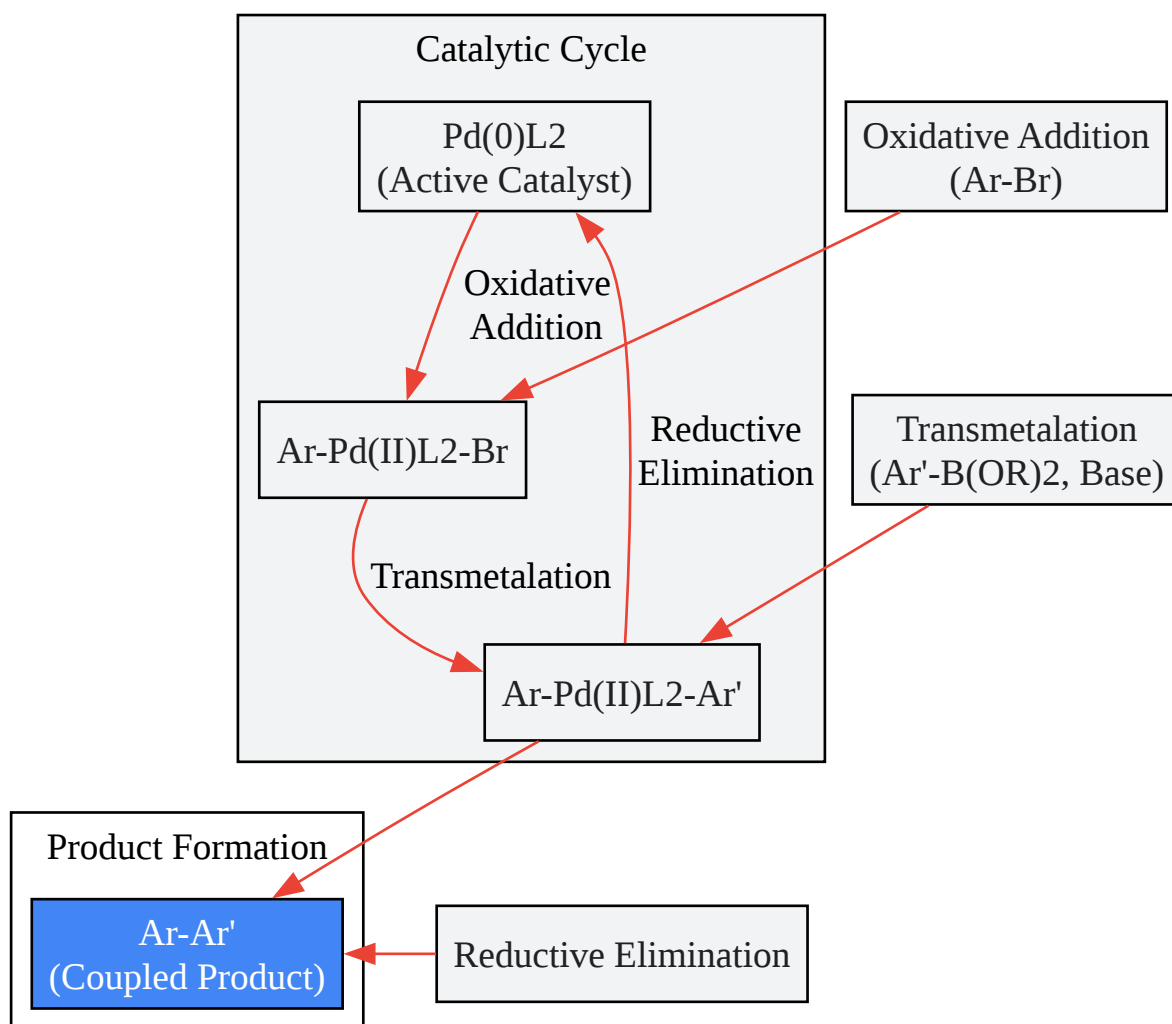 Catalytic Cycle
Pd(0)L2
(Active Catalyst)
Oxidative Addition
(Ar-Br)
Oxidative
Addition
Ar-Pd(II)L2-Br
Reductive
Elimination
Transmetalation
(Ar'-B(OR)2, Base)
Transmetalation
Ar-Pd(II)L2-Ar'
Product Formation
Ar-Ar'
(Coupled Product)
Reductive Elimination